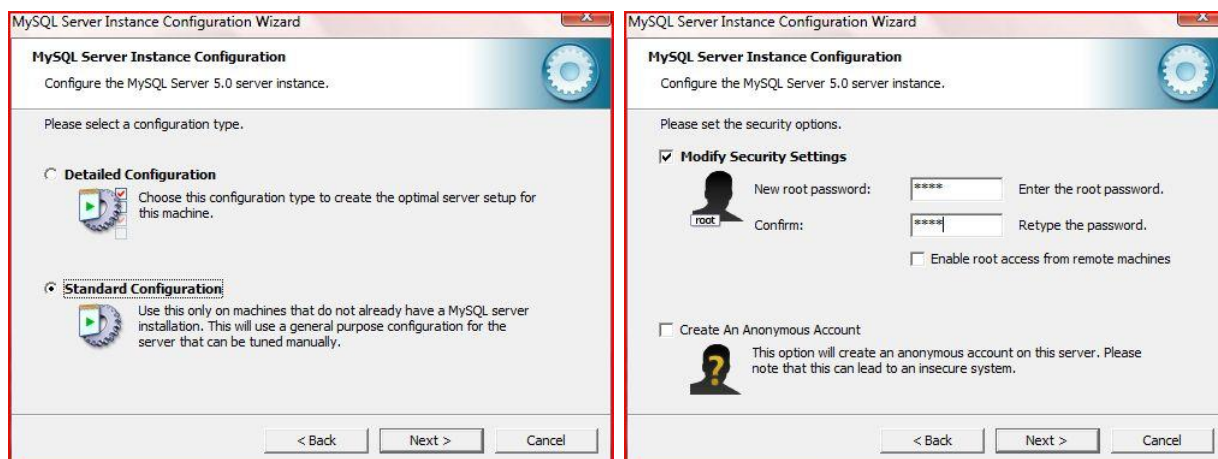 MySQL Server Instance Configuration Wizard
MySQL Server Instance Configuration
Configure the MySQL Server 5.0 server instance.
Please select a configuration type.
Detailed Configuration
Choose this configuration type to create the optimal server setup for
this machine.
Standard Configuration
Use this only on machines that do not already have a MySQL server
installation. This will use a general purpose configuration for the
server that can be tuned manually.
< Back Next > Cancel
MySQL Server Instance Configuration Wizard
MySQL Server Instance Configuration
Configure the MySQL Server 5.0 server instance.
Please set the security options.
Modify Security Settings
root
New root password: **** Enter the root password.
Confirm: **** Retype the password.
Enable root access from remote machines
Create An Anonymous Account
?
This option will create an anonymous account on this server. Please
note that this can lead to an insecure system.
< Back Next > Cancel